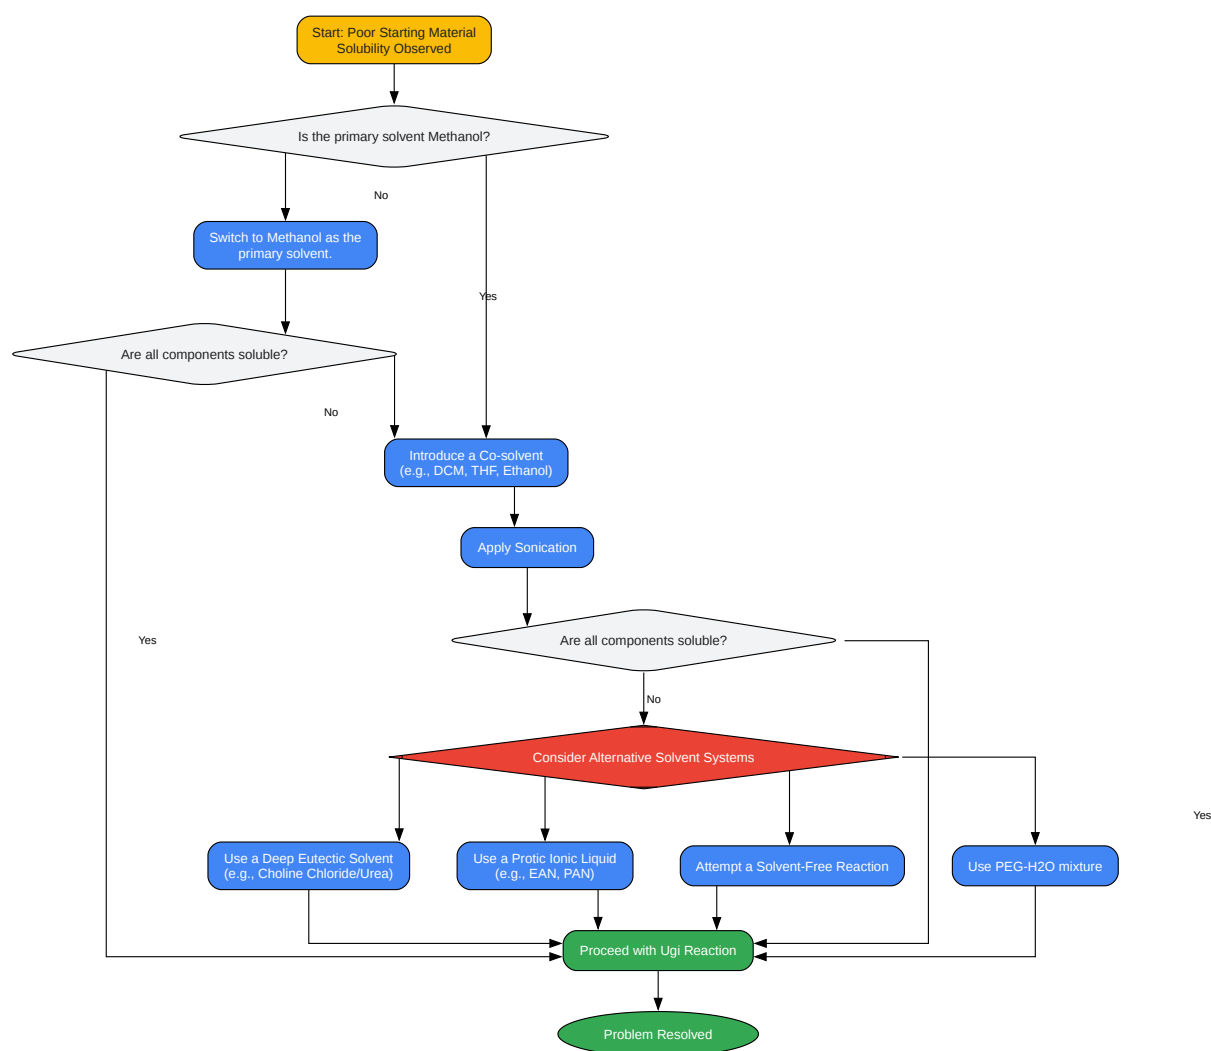 Start: Poor Starting Material
Solubility Observed
Is the primary solvent Methanol?
No
Switch to Methanol as the
primary solvent.
Yes
Are all components soluble?
No
Introduce a Co-solvent
(e.g., DCM, THF, Ethanol)
Apply Sonication
Yes
Are all components soluble?
No
Consider Alternative Solvent Systems
Yes
Use a Deep Eutectic Solvent
(e.g., Choline Chloride/Urea)
Use a Protic Ionic Liquid
(e.g., EAN, PAN)
Attempt a Solvent-Free Reaction
Use PEG-H2O mixture
Proceed with Ugi Reaction
Problem Resolved